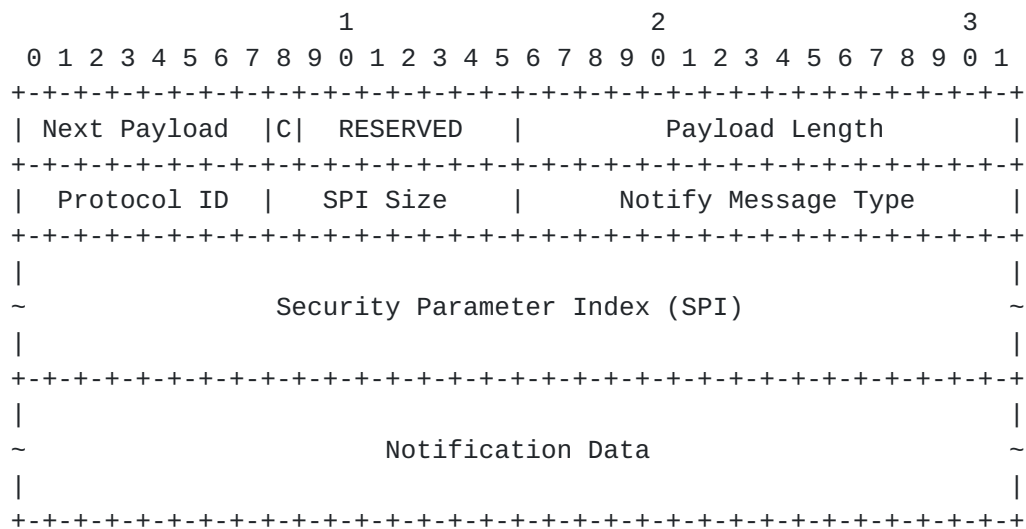 1                   2                   3
 0 1 2 3 4 5 6 7 8 9 0 1 2 3 4 5 6 7 8 9 0 1 2 3 4 5 6 7 8 9 0 1
+-+-+-+-+-+-+-+-+-+-+-+-+-+-+-+-+-+-+-+-+-+-+-+-+-+-+-+-+-+-+-+-+
| Next Payload  |C|  RESERVED   |         Payload Length        |
+-+-+-+-+-+-+-+-+-+-+-+-+-+-+-+-+-+-+-+-+-+-+-+-+-+-+-+-+-+-+-+-+
|  Protocol ID  |   SPI Size    |      Notify Message Type      |
+-+-+-+-+-+-+-+-+-+-+-+-+-+-+-+-+-+-+-+-+-+-+-+-+-+-+-+-+-+-+-+-+
|                                                               |
~                Security Parameter Index (SPI)                 ~
|                                                               |
+-+-+-+-+-+-+-+-+-+-+-+-+-+-+-+-+-+-+-+-+-+-+-+-+-+-+-+-+-+-+-+-+
|                                                               |
~                       Notification Data                       ~
|                                                               |
+-+-+-+-+-+-+-+-+-+-+-+-+-+-+-+-+-+-+-+-+-+-+-+-+-+-+-+-+-+-+-+-+